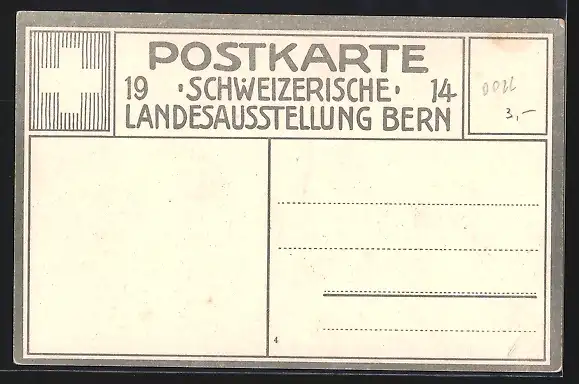 POSTKARTE
19 · SCHWEIZERISCHE · 14
LANDESAUSSTELLUNG BERN
3,-
4